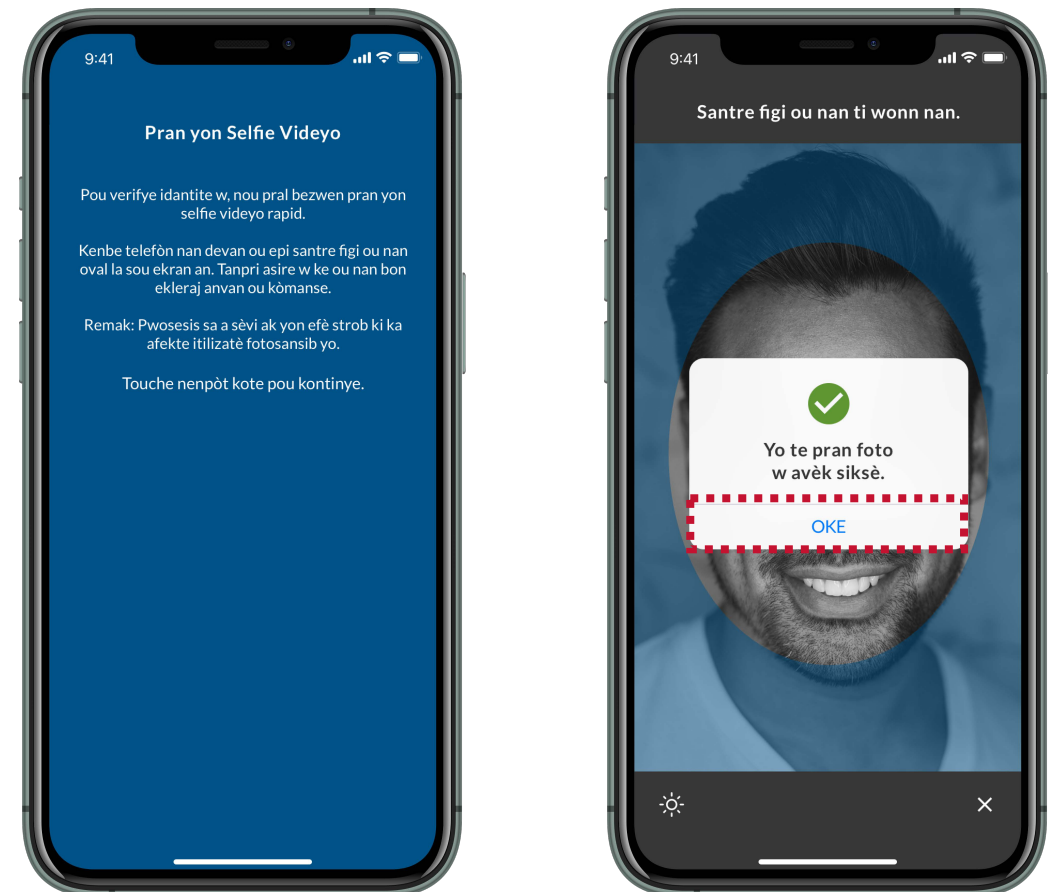 9:41
Pran yon Selfie Videyo
Pou verifye idantite w, nou pral bezwen pran yon
selfie videyo rapid.
Kenbe telefòn nan devan ou epi santre figi ou nan
oval la sou ekran an. Tanpri asire w ke ou nan bon
ekleraj anvan ou kòmanse.
Remak: Pwosesis sa a sèvi ak yon efè strob ki ka
afekte itilizatè fotosansib yo.
Touche nenpòt kote pou kontinye.
9:41
Santre figi ou nan ti wonn nan.
Yo te pran foto
w avèk siksè.
OKE